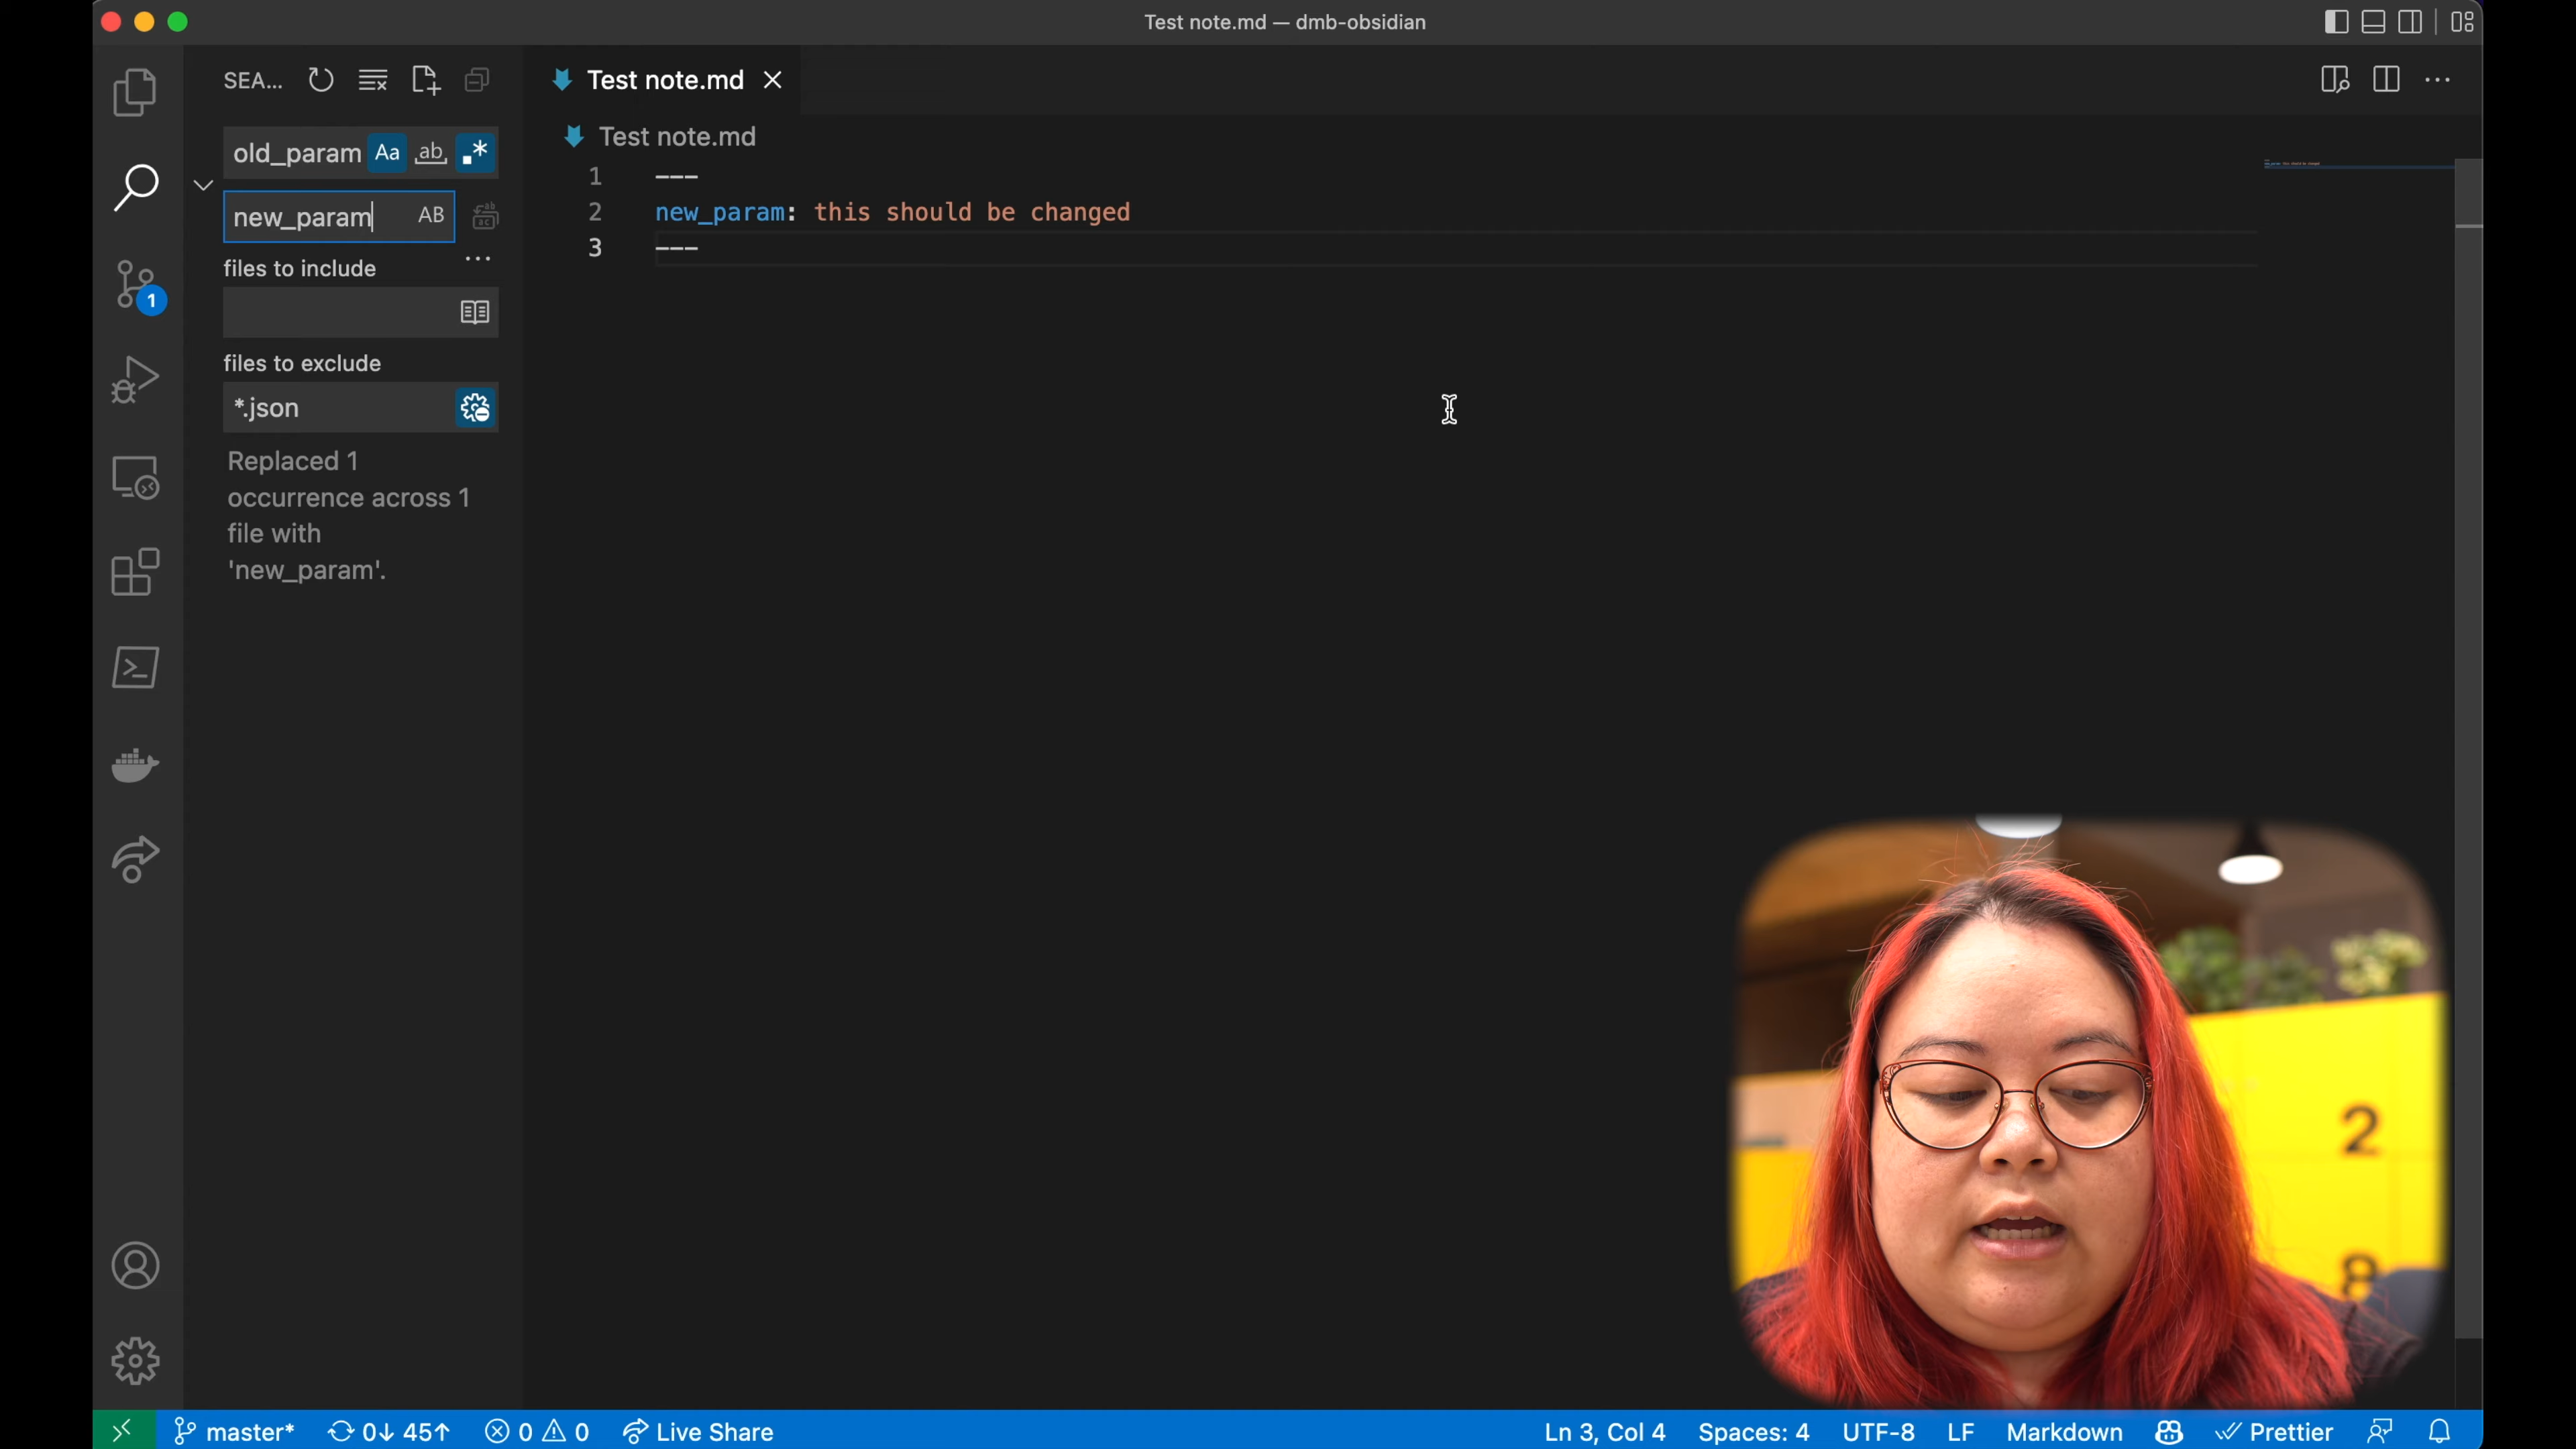 Test note.md — dmb-obsidian
SEA...
Test note.md
old_param
Aa
ab
.*
Test note.md
new_param
AB
1 ---
2 new_param: this should be changed
3 ---
files to include
files to exclude
*.json
1
Replaced 1
occurrence across 1
file with
'new_param'.
2
8
master* 0↓ 45↑ 0 0 Live Share
Ln 3, Col 4 Spaces: 4 UTF-8 LF Markdown Prettier